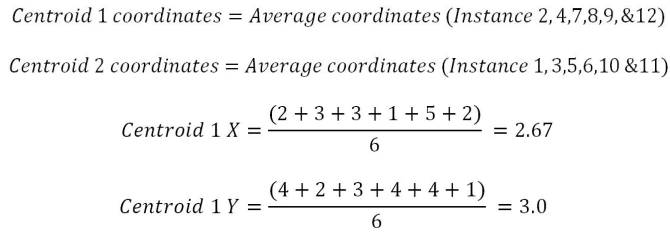 Centroid 1 coordinates = Average coordinates (Instance 2, 4,7,8,9, &12)
Centroid 2 coordinates = Average coordinates (Instance 1, 3,5,6,10 &11)
Centroid 1 X = (2 + 3 + 3 + 1 + 5 + 2) / 6 = 2.67
Centroid 1 Y = (4 + 2 + 3 + 4 + 4 + 1) / 6 = 3.0